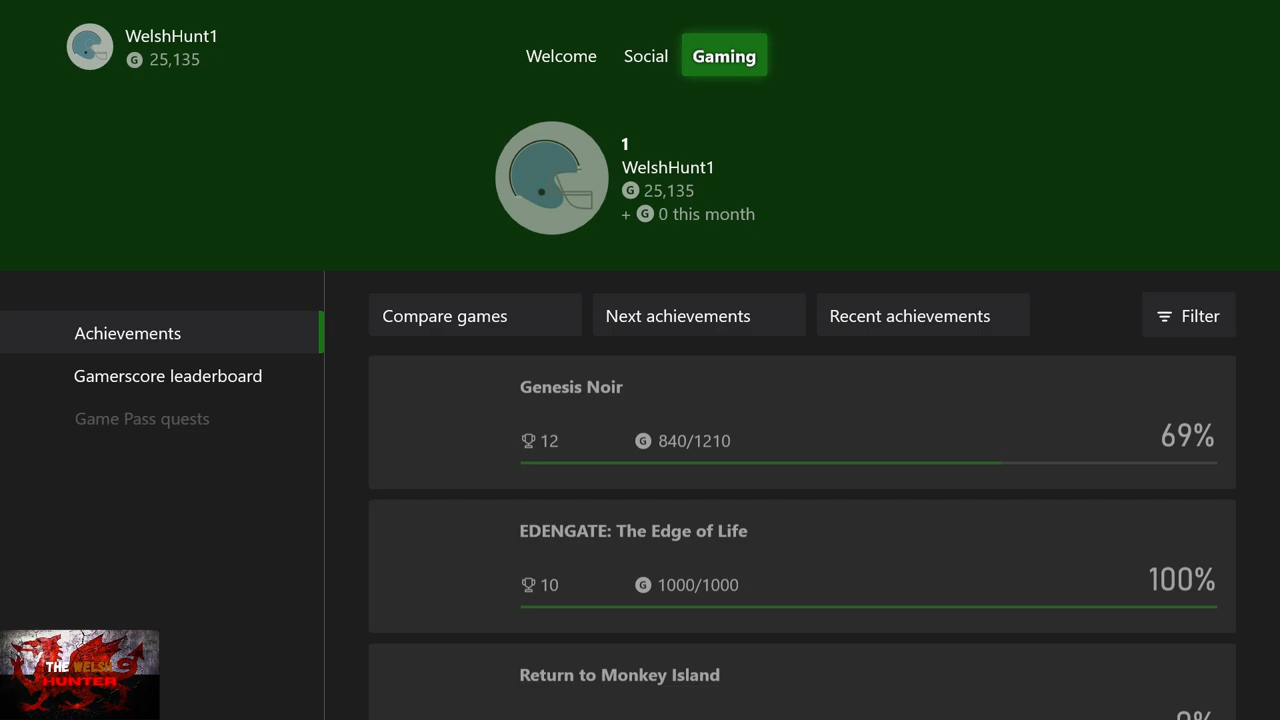 WelshHunt1
G 25,135
Welcome Social Gaming
1
WelshHunt1
G 25,135
+ G 0 this month
Achievements
Gamerscore leaderboard
Game Pass quests
Compare games Next achievements Recent achievements Filter
Genesis Noir
12 G 840/1210 69%
EDENGATE: The Edge of Life
10 G 1000/1000 100%
Return to Monkey Island
THE WELSH
HUNTER